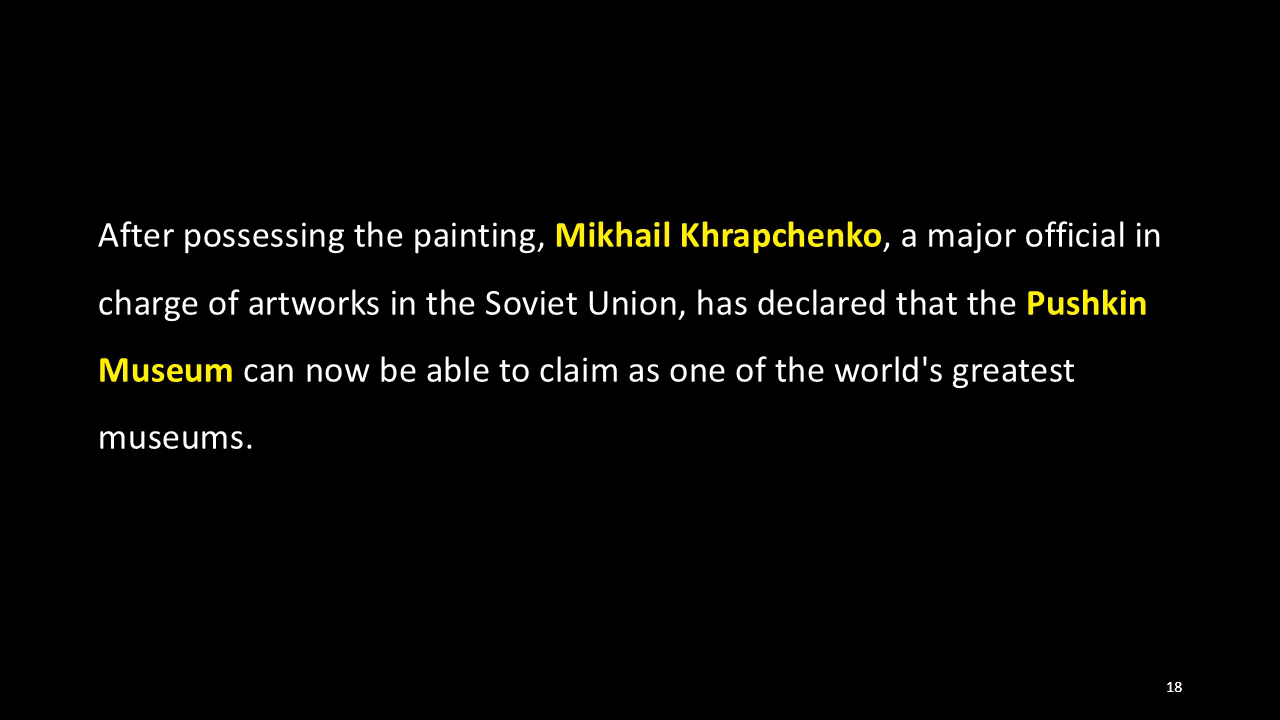 After possessing the painting, Mikhail Khrapchenko, a major official in
charge of artworks in the Soviet Union, has declared that the Pushkin
Museum can now be able to claim as one of the world's greatest
museums.
18